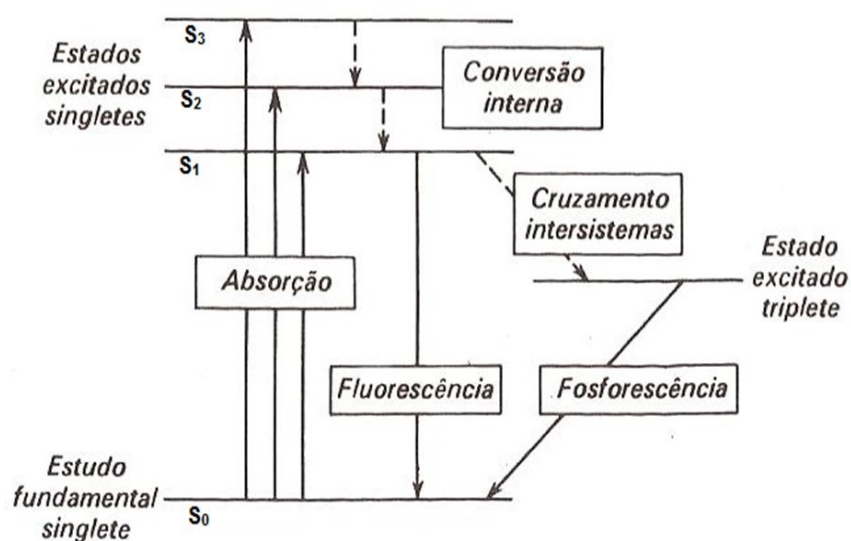 S₃
Estados
excitados
singletes
S₂
Conversão
interna
S₁
Cruzamento
intersistemas
Estado
excitado
triplete
Absorção
Fluorescência
Fosforescência
Estudo
fundamental
singlete
S₀